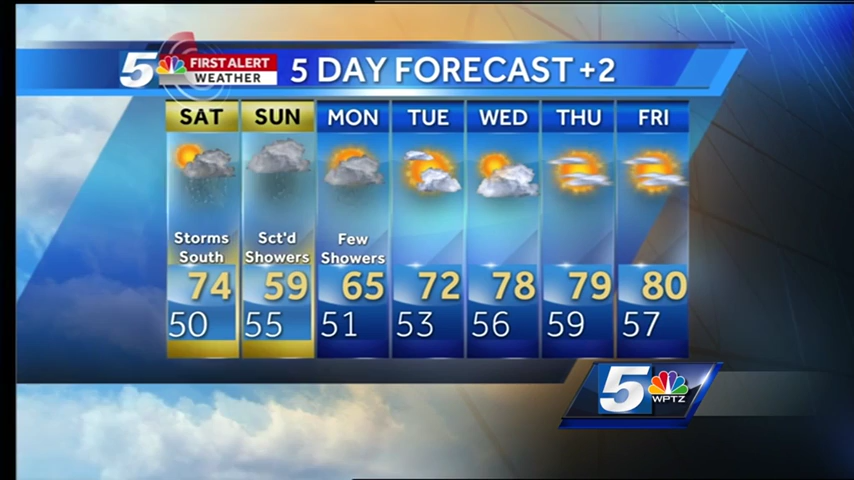 5 FIRST ALERT WEATHER 5 DAY FORECAST +2
SAT SUN MON TUE WED THU FRI
Storms South Sct'd Showers Few Showers
74 59 65 72 78 79 80
50 55 51 53 56 59 57
5 WPTZ